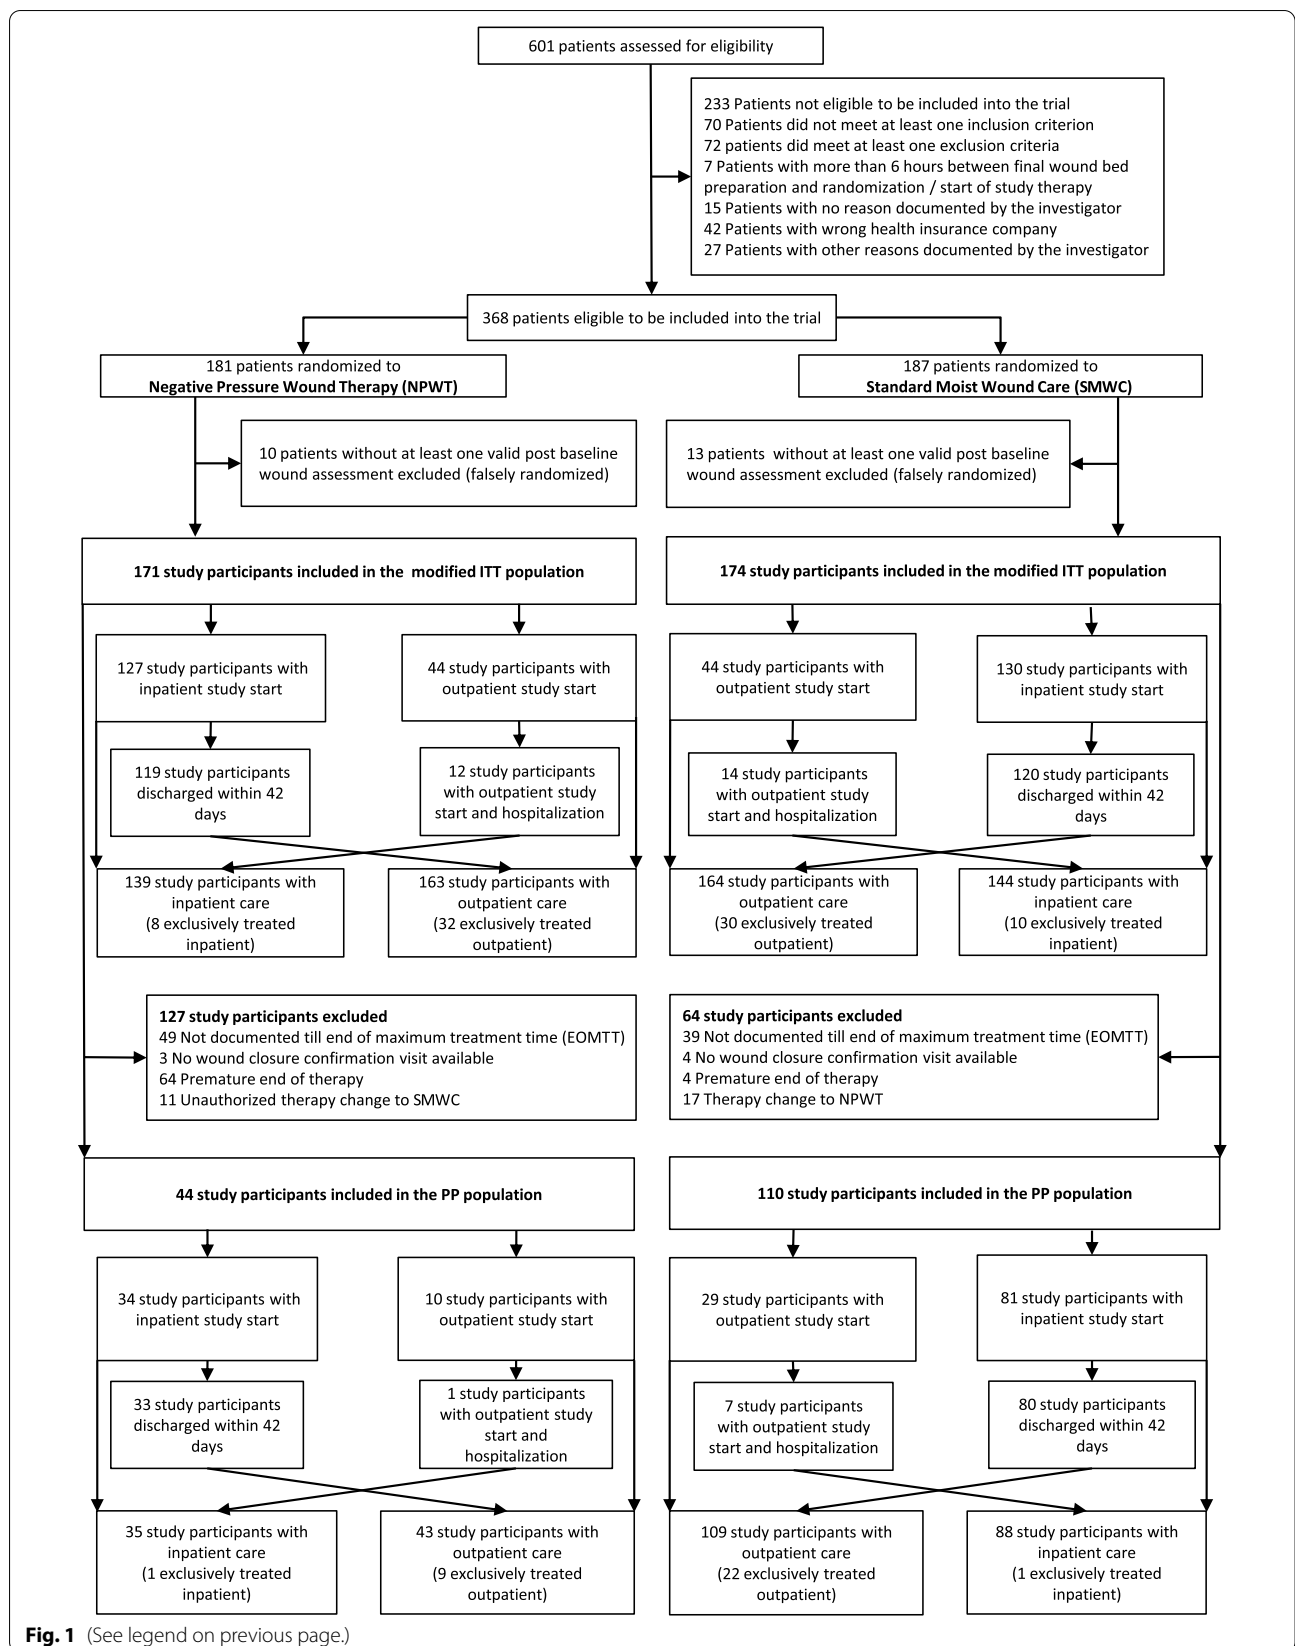 601 patients assessed for eligibility
233 Patients not eligible to be included into the trial
70 Patients did not meet at least one inclusion criterion
72 patients did meet at least one exclusion criteria
7 Patients with more than 6 hours between final wound bed
preparation and randomization / start of study therapy
15 Patients with no reason documented by the investigator
42 Patients with wrong health insurance company
27 Patients with other reasons documented by the investigator
368 patients eligible to be included into the trial
181 patients randomized to
Negative Pressure Wound Therapy (NPWT)
187 patients randomized to
Standard Moist Wound Care (SMWC)
10 patients without at least one valid post baseline
wound assessment excluded (falsely randomized)
13 patients without at least one valid post baseline
wound assessment excluded (falsely randomized)
171 study participants included in the modified ITT population
174 study participants included in the modified ITT population
127 study participants with
inpatient study start
44 study participants with
outpatient study start
44 study participants with
outpatient study start
130 study participants with
inpatient study start
119 study participants
discharged within 42
days
12 study participants
with outpatient study
start and hospitalization
14 study participants
with outpatient study
start and hospitalization
120 study participants
discharged within 42
days
139 study participants with
inpatient care
(8 exclusively treated
inpatient)
163 study participants with
outpatient care
(32 exclusively treated
outpatient)
164 study participants with
outpatient care
(30 exclusively treated
outpatient)
144 study participants with
inpatient care
(10 exclusively treated
inpatient)
127 study participants excluded
49 Not documented till end of maximum treatment time (EOMTT)
3 No wound closure confirmation visit available
64 Premature end of therapy
11 Unauthorized therapy change to SMWC
64 study participants excluded
39 Not documented till end of maximum treatment time (EOMTT)
4 No wound closure confirmation visit available
4 Premature end of therapy
17 Therapy change to NPWT
44 study participants included in the PP population
110 study participants included in the PP population
34 study participants with
inpatient study start
10 study participants with
outpatient study start
29 study participants with
outpatient study start
81 study participants with
inpatient study start
33 study participants
discharged within 42
days
1 study participants
with outpatient study
start and
hospitalization
7 study participants
with outpatient study
start and hospitalization
80 study participants
discharged within 42
days
35 study participants with
inpatient care
(1 exclusively treated
inpatient)
43 study participants with
outpatient care
(9 exclusively treated
outpatient)
109 study participants with
outpatient care
(22 exclusively treated
outpatient)
88 study participants with
inpatient care
(1 exclusively treated
inpatient)
Fig. 1 (See legend on previous page.)